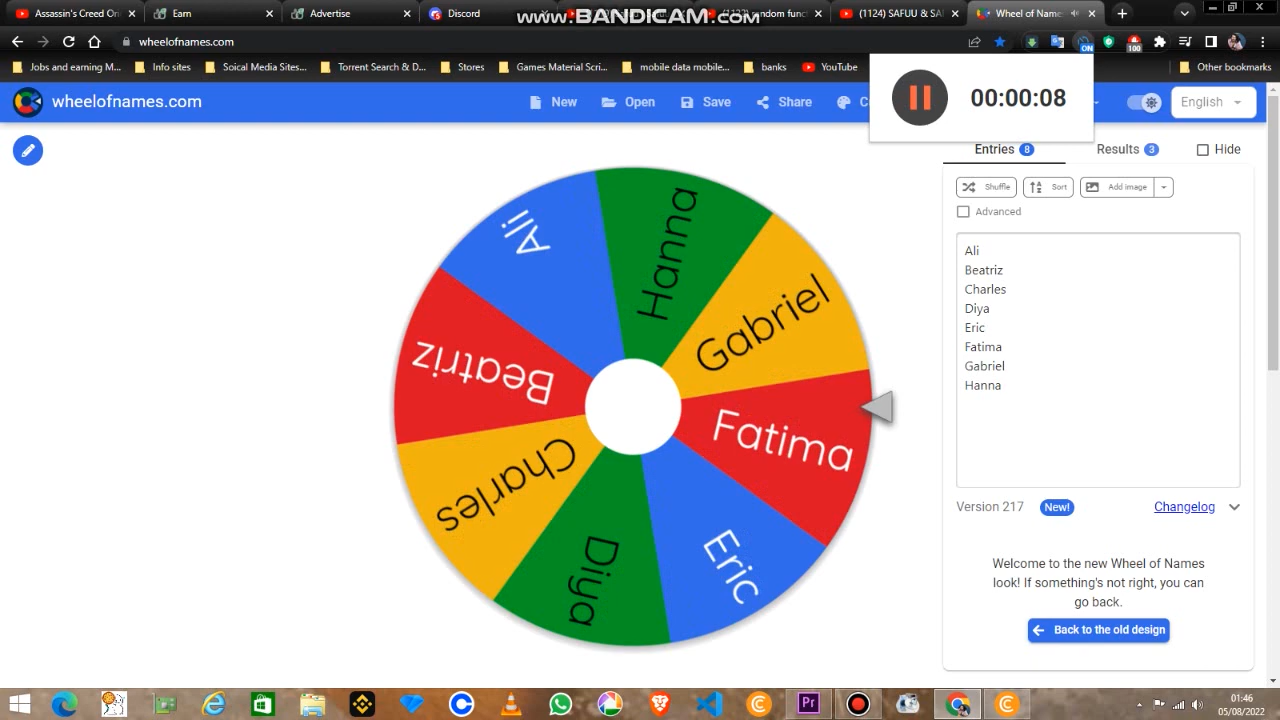 Assassin's Creed On
Earn
Advertise
Discord
www.BANDICAM.com
(1124) SAFUU & SA
Wheel of Name
wheelofnames.com
ON
100
Jobs and earning M...
Info sites
Soical Media Sites...
Torrent
Stores
Games Material Scri...
mobile data mobile...
banks
YouTube
Other bookmarks
wheelofnames.com
New
Open
Save
Share
00:00:08
English
Entries 8
Results 3
Hide
Shuffle
Sort
Add image
Advanced
Ali
Beatriz
Charles
Diya
Eric
Fatima
Gabriel
Hanna
Ali
Hanna
Gabriel
Fatima
Eric
Diya
Charles
Beatriz
Version 217
New!
Changelog
Welcome to the new Wheel of Names
look! If something's not right, you can
go back.
Back to the old design
Pr
01:46
05/08/2022